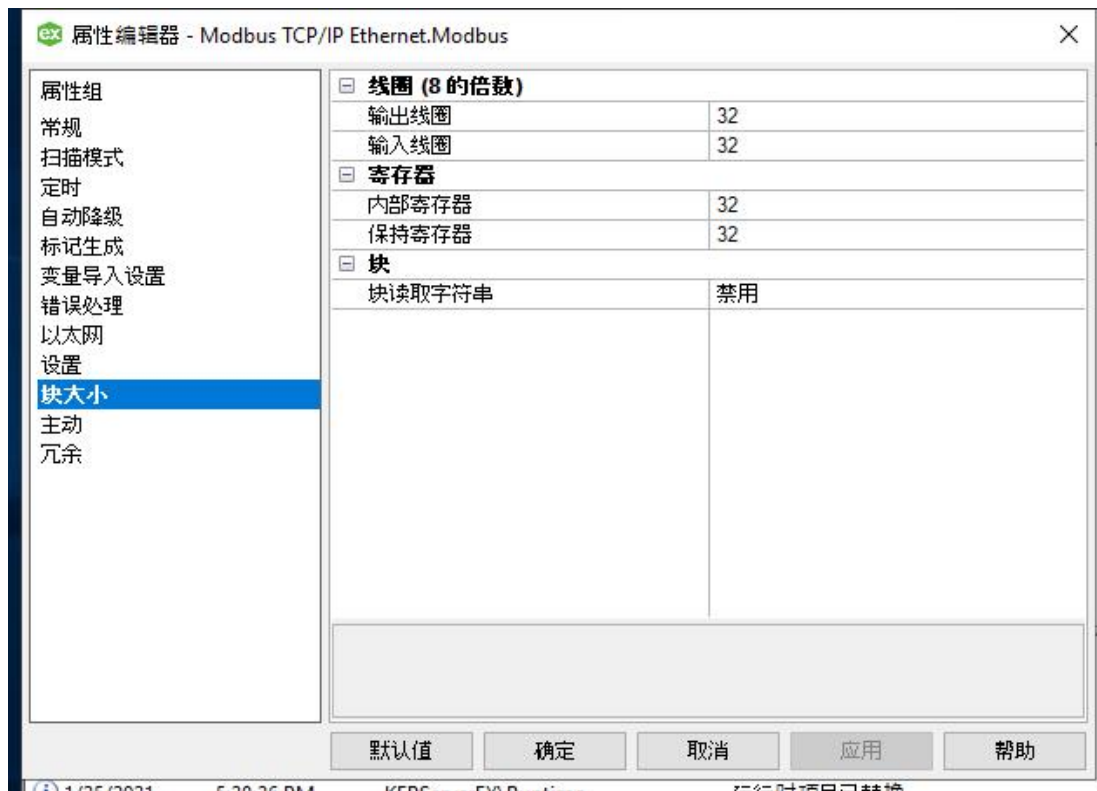 属性编辑器 - Modbus TCP/IP Ethernet.Modbus
属性组
常规
扫描模式
定时
自动降级
标记生成
变量导入设置
错误处理
以太网
设置
块大小
主动
冗余
线圈 (8 的倍数)
输出线圈 32
输入线圈 32
寄存器
内部寄存器 32
保持寄存器 32
块
块读取字符串 禁用
默认值 确定 取消 应用 帮助